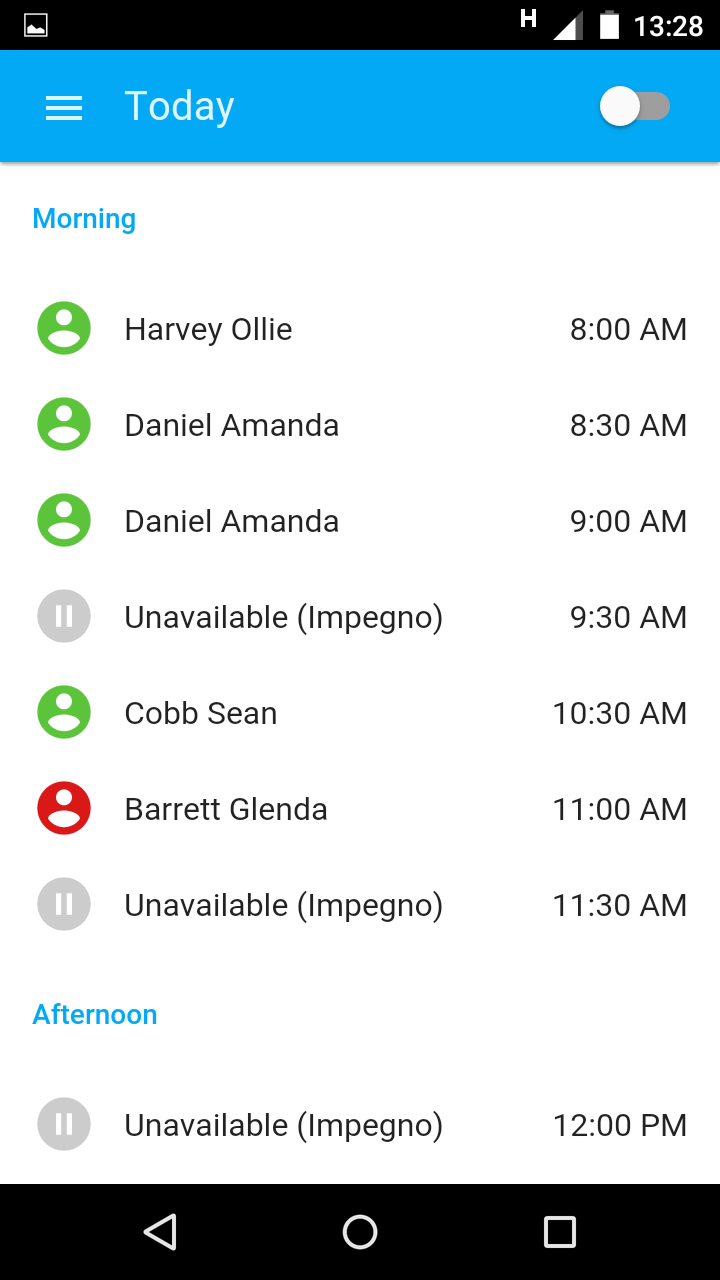 H 13:28
Today
Morning
Harvey Ollie 8:00 AM
Daniel Amanda 8:30 AM
Daniel Amanda 9:00 AM
Unavailable (Impegno) 9:30 AM
Cobb Sean 10:30 AM
Barrett Glenda 11:00 AM
Unavailable (Impegno) 11:30 AM
Afternoon
Unavailable (Impegno) 12:00 PM